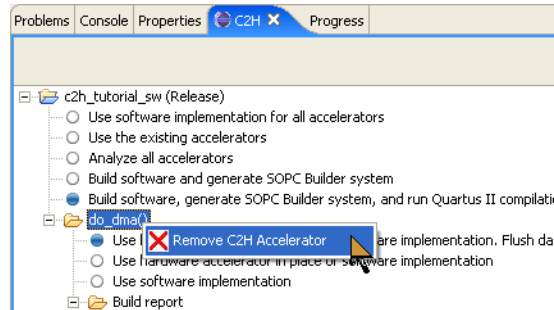 Problems Console Properties C2H Progress
c2h_tutorial_sw (Release)
Use software implementation for all accelerators
Use the existing accelerators
Analyze all accelerators
Build software and generate SOPC Builder system
Build software, generate SOPC Builder system, and run Quartus II compilati
do_dma()
Use
Remove C2H Accelerator
are implementation. Flush da
Use hardware accelerator in place of software implementation
Use software implementation
Build report